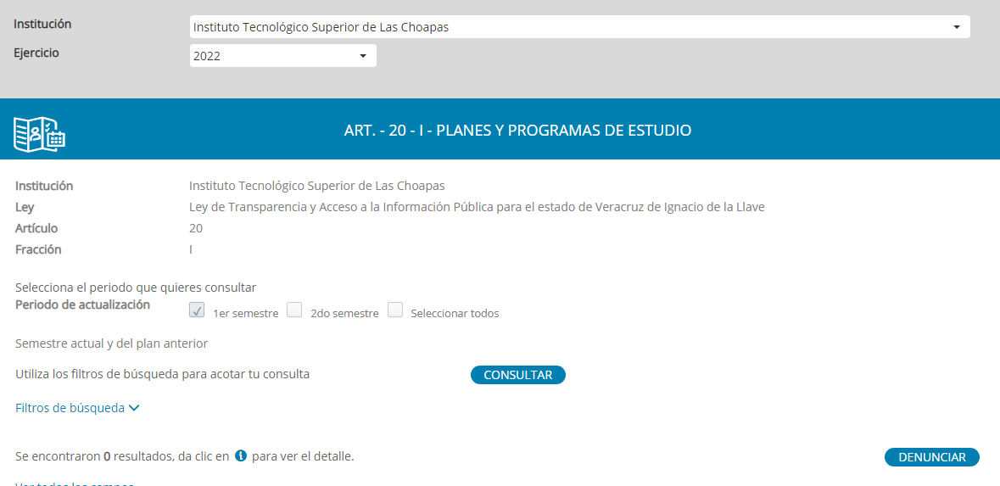 Institución Instituto Tecnológico Superior de Las Choapas
Ejercicio 2022
ART. - 20 - I - PLANES Y PROGRAMAS DE ESTUDIO
Institución Instituto Tecnológico Superior de Las Choapas
Ley Ley de Transparencia y Acceso a la Información Pública para el estado de Veracruz de Ignacio de la Llave
Artículo 20
Fracción I
Selecciona el periodo que quieres consultar
Periodo de actualización 1er semestre 2do semestre Seleccionar todos
Semestre actual y del plan anterior
Utiliza los filtros de búsqueda para acotar tu consulta CONSULTAR
Filtros de búsqueda
Se encontraron 0 resultados, da clic en i para ver el detalle. DENUNCIAR
Ver todos los campos